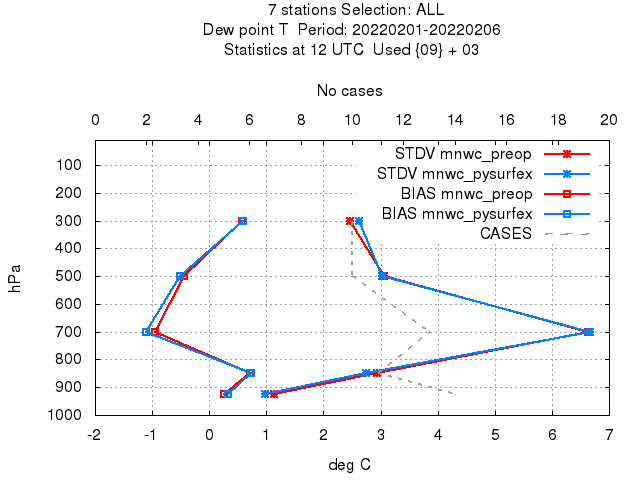 7 stations Selection: ALL
Dew point T  Period: 20220201-20220206
Statistics at 12 UTC  Used {09} + 03
No cases
0 2 4 6 8 10 12 14 16 18 20
STDV mnwc_preop
STDV mnwc_pysurfex
BIAS mnwc_preop
BIAS mnwc_pysurfex
CASES
100
200
300
400
500
600
700
800
900
1000
hPa
-2 -1 0 1 2 3 4 5 6 7
deg C